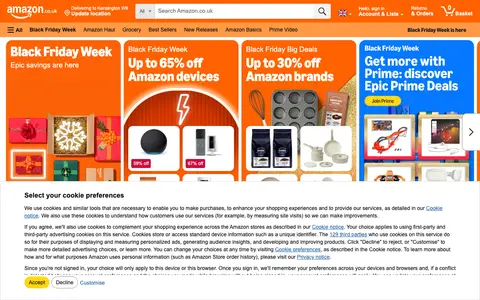 amazon.co.uk
Delivering to Kensington W8
Update location
All
Search Amazon.co.uk
EN
Hello, sign in
Account & Lists
Returns
& Orders
0
Basket
All
Black Friday Week
Amazon Haul
Grocery
Best Sellers
New Releases
Amazon Basics
Prime Video
Black Friday Week is here
Black Friday Week
Epic savings are here
Black Friday Week
Up to 65% off
Amazon devices
59% off
67% off
Black Friday Big Deals
Up to 30% off
Amazon brands
Black Friday Week
Get more with
Prime: discover
Epic Prime Deals
Join Prime
Select your cookie preferences
We use cookies and similar tools that are necessary to enable you to make purchases, to enhance your shopping experiences and to provide our services, as detailed in our Cookie
notice. We also use these cookies to understand how customers use our services (for example, by measuring site visits) so we can make improvements.
If you agree, we'll also use cookies to complement your shopping experience across the Amazon stores as described in our Cookie notice. Your choice applies to using first-party and
third-party advertising cookies on this service. Cookies store or access standard device information such as a unique identifier. The 129 third parties who use cookies on this service do
so for their purposes of displaying and measuring personalized ads, generating audience insights, and developing and improving products. Click "Decline" to reject, or "Customise" to
make more detailed advertising choices, or learn more. You can change your choices at any time by visiting Cookie preferences, as described in the Cookie notice. To learn more about
how and for what purposes Amazon uses personal information (such as Amazon Store order history), please visit our Privacy notice.
Since you're not signed in, your choice will only apply to this device or this browser. Once you sign in, we'll remember your preferences across your devices and browsers, and if a conflict
Accept
Decline
Customise